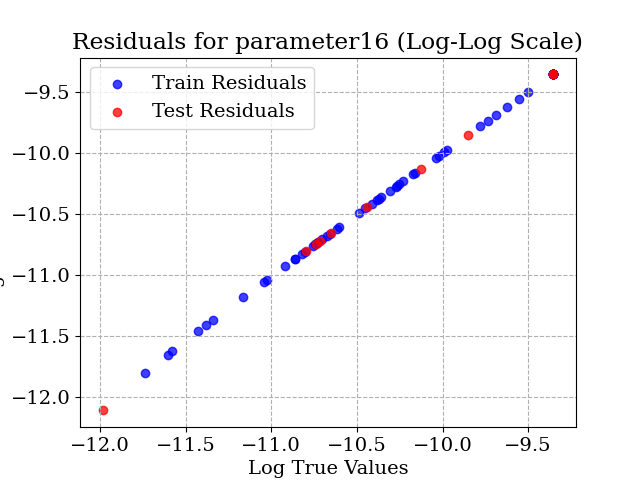 Residuals for parameter16 (Log-Log Scale)
Train Residuals
Test Residuals
−9.5
−10.0
−10.5
−11.0
−11.5
−12.0
−12.0 −11.5 −11.0 −10.5 −10.0 −9.5
Log True Values